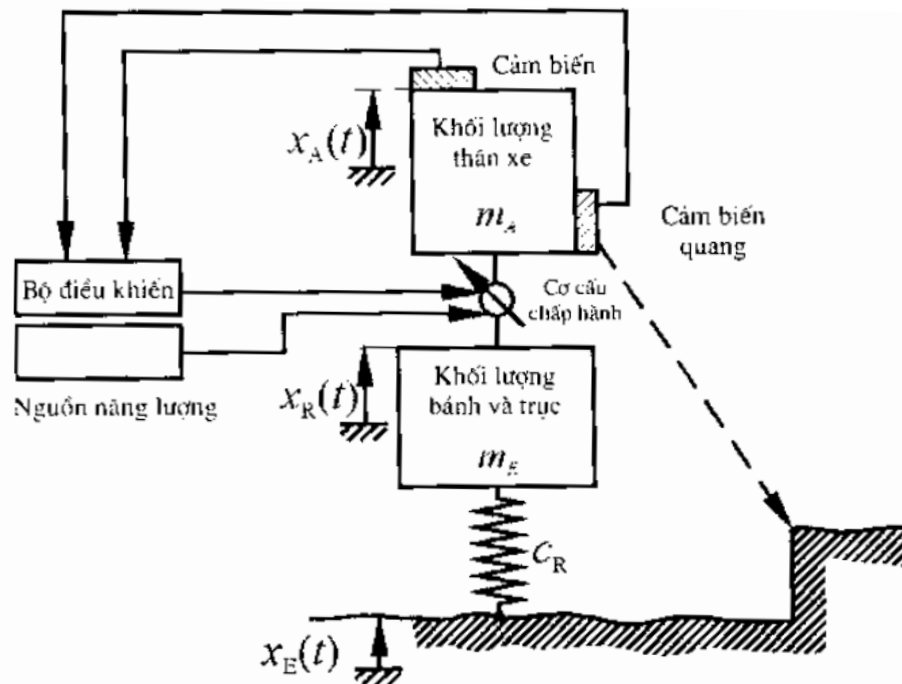 Cảm biến
x_A(t)
Khối lượng
thân xe
m_A
Cảm biến
quang
Bộ điều khiển
Cơ cấu
chấp hành
Nguồn năng lượng
x_R(t)
Khối lượng
bánh và trục
m_E
C_R
x_E(t)